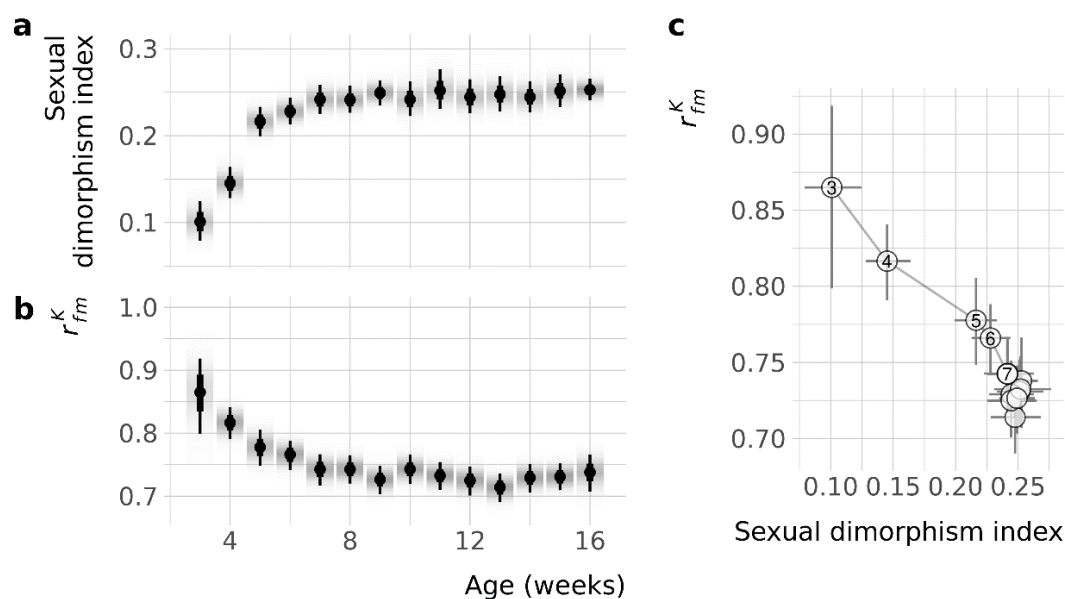 a
Sexual
dimorphism index
0.3
0.2
0.1
b
r_fm^K
1.0
0.9
0.8
0.7
4 8 12 16
Age (weeks)
c
r_fm^K
0.90
0.85
0.80
0.75
0.70
3
4
5
6
7
0.10 0.15 0.20 0.25
Sexual dimorphism index